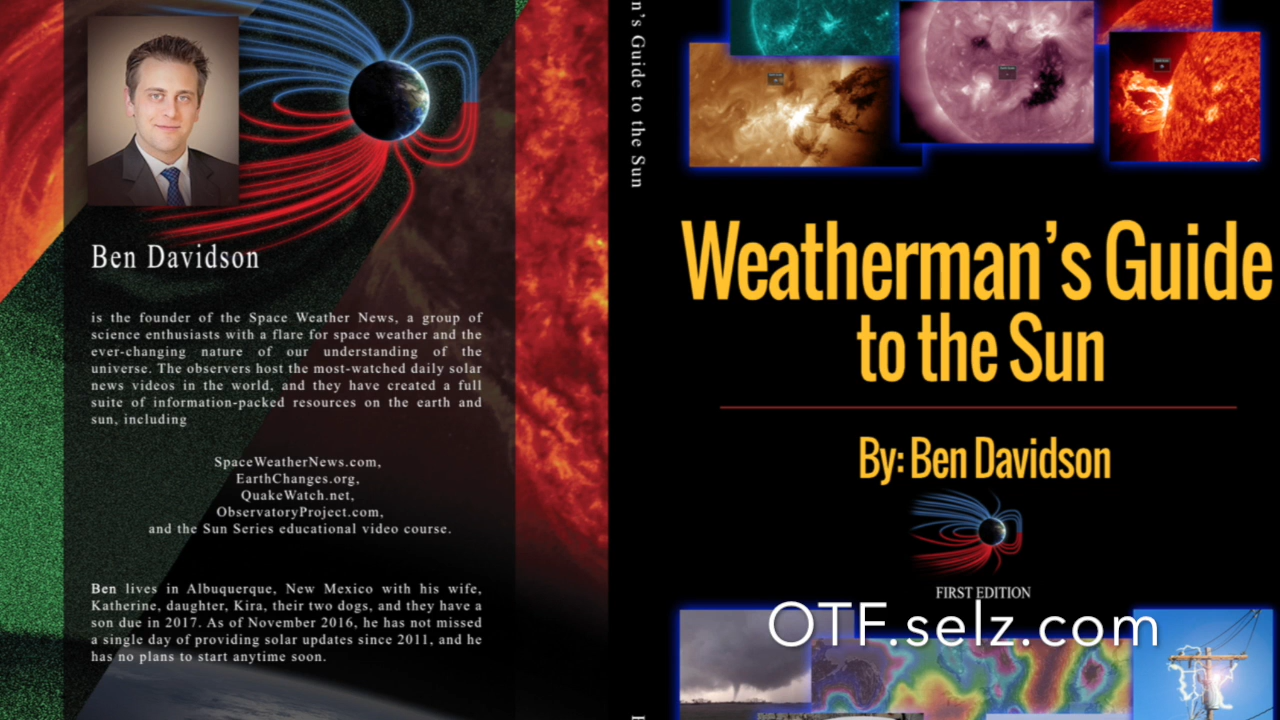 Ben Davidson
is the founder of the Space Weather News, a group of
science enthusiasts with a flare for space weather and the
ever-changing nature of our understanding of the
universe. The observers host the most-watched daily solar
news videos in the world, and they have created a full
suite of information-packed resources on the earth and
sun, including
SpaceWeatherNews.com,
EarthChanges.org,
QuakeWatch.net,
ObservatoryProject.com,
and the Sun Series educational video course.
Ben lives in Albuquerque, New Mexico with his wife,
Katherine, daughter, Kira, their two dogs, and they have a
son due in 2017. As of November 2016, he has not missed
a single day of providing solar updates since 2011, and he
has no plans to start anytime soon.
n's Guide to the Sun
Weatherman's Guide
to the Sun
By: Ben Davidson
FIRST EDITION
OTF.selz.com